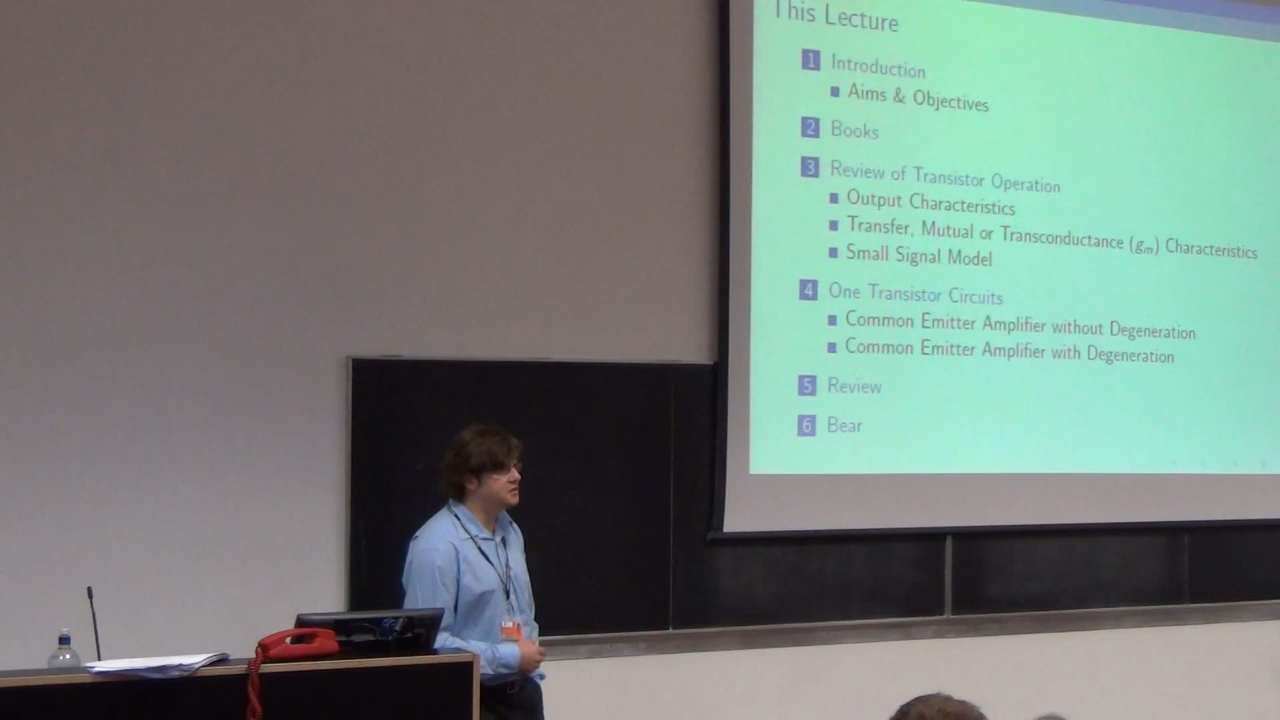 This Lecture
1 Introduction
Aims & Objectives
2 Books
3 Review of Transistor Operation
Output Characteristics
Transfer, Mutual or Transconductance (gm) Characteristics
Small Signal Model
4 One Transistor Circuits
Common Emitter Amplifier without Degeneration
Common Emitter Amplifier with Degeneration
5 Review
6 Bear